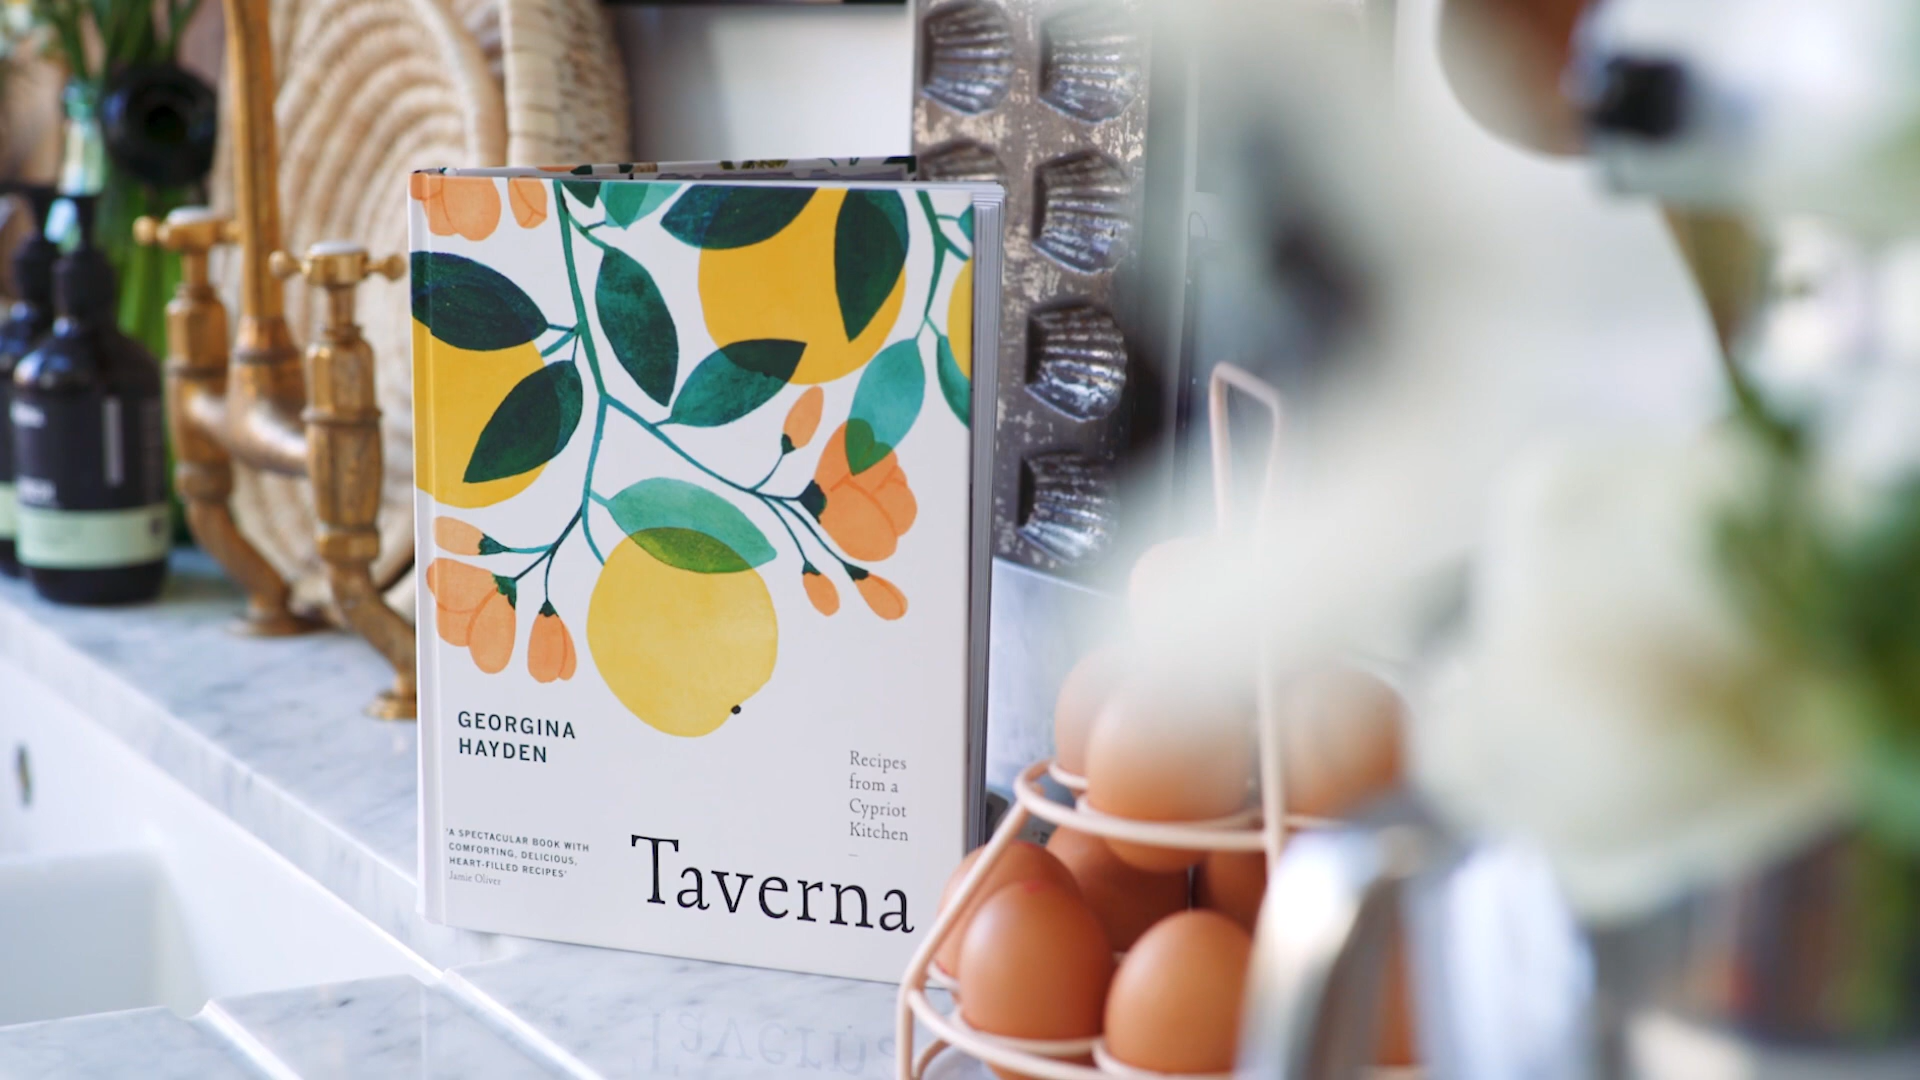 GEORGINA
HAYDEN
Recipes
from a
Cypriot
Kitchen
'A SPECTACULAR BOOK WITH
COMFORTING, DELICIOUS,
HEART-FILLED RECIPES'
Jamie Oliver
Taverna